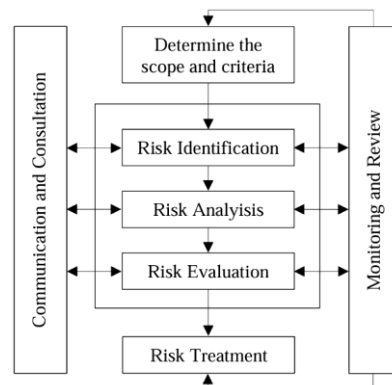 Determine the
scope and criteria
Communication and Consultation
Risk Identification
Risk Analyisis
Risk Evaluation
Monitoring and Review
Risk Treatment